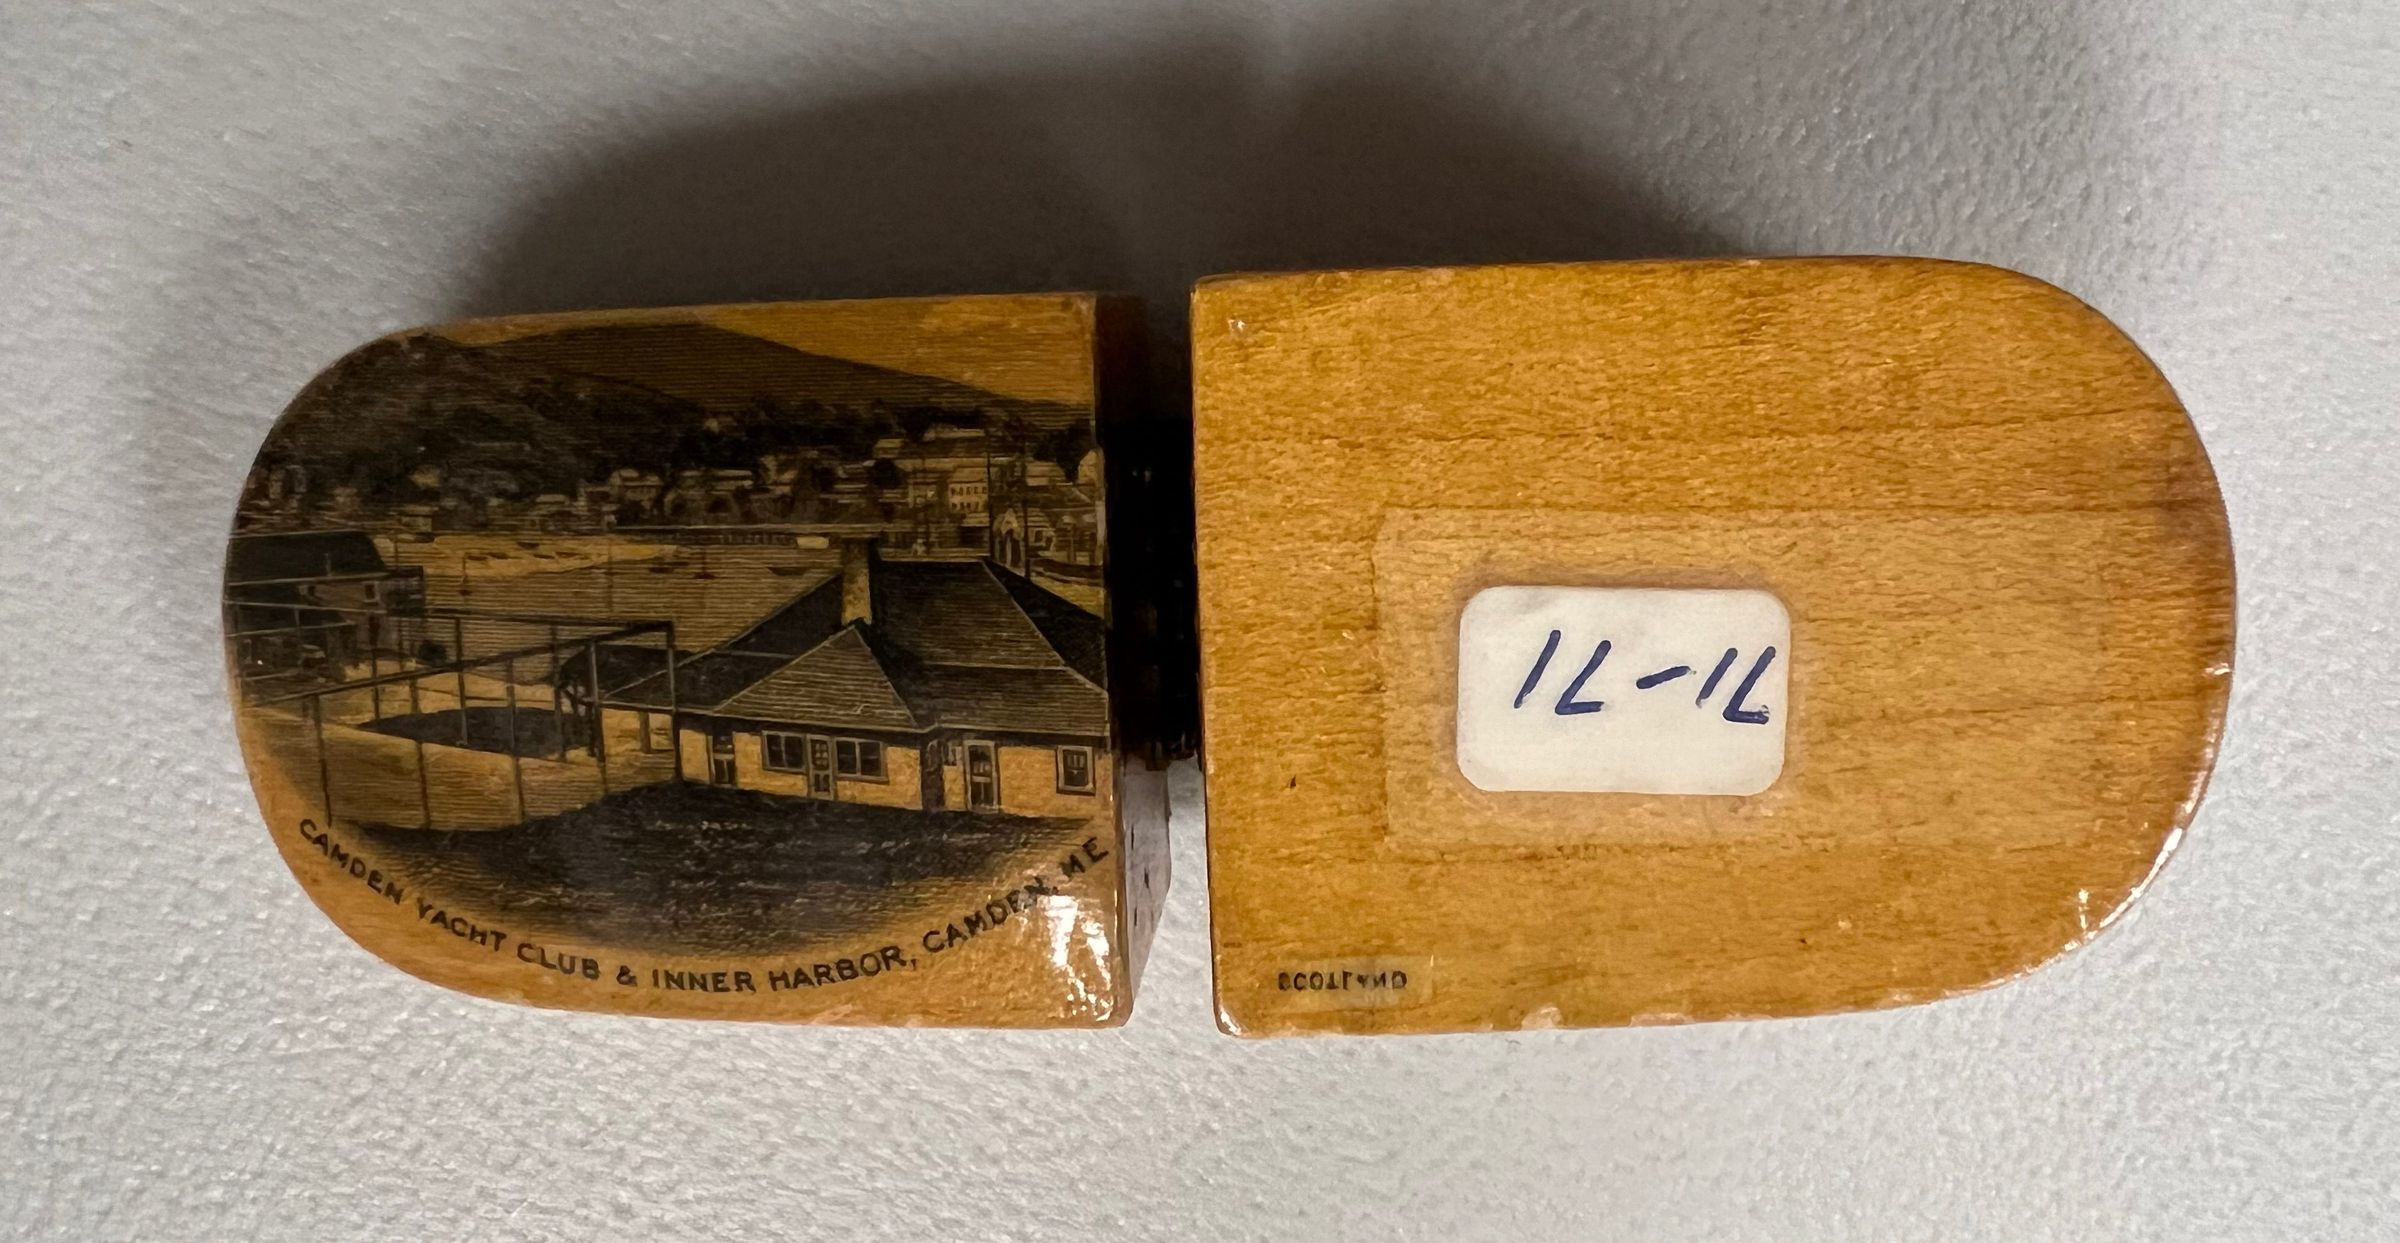 CAMDEN YACHT CLUB & INNER HARBOR, CAMDEN, ME
71-71
SCOTLAND